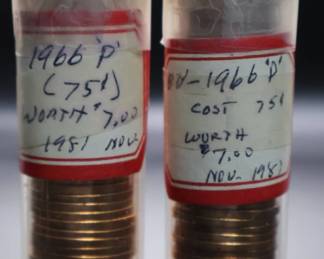 1966 'P'
(75¢)
WORTH $7.00
1981 NOV.
-1966 'P'
COST 75¢
WORTH
$7.00
NOV. 1981